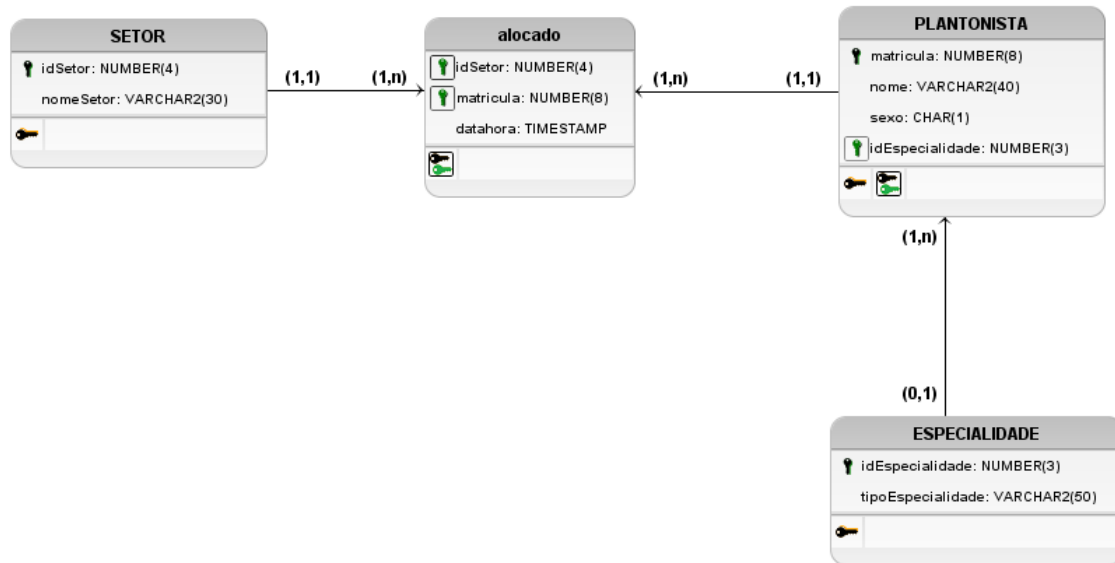 SETOR
idSetor: NUMBER(4)
nomeSetor: VARCHAR2(30)
(1,1)
(1,n)
alocado
idSetor: NUMBER(4)
matricula: NUMBER(8)
datahora: TIMESTAMP
(1,n)
(1,1)
PLANTONISTA
matricula: NUMBER(8)
nome: VARCHAR2(40)
sexo: CHAR(1)
idEspecialidade: NUMBER(3)
(1,n)
(0,1)
ESPECIALIDADE
idEspecialidade: NUMBER(3)
tipoEspecialidade: VARCHAR2(50)